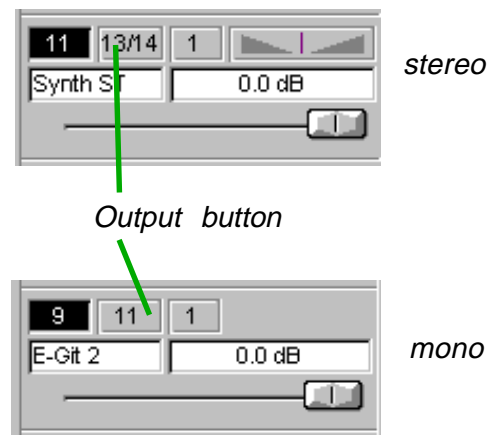 11 13/14 1
stereo
Synth ST 0.0 dB
Output button
9 11 1
E-Git 2 0.0 dB
mono